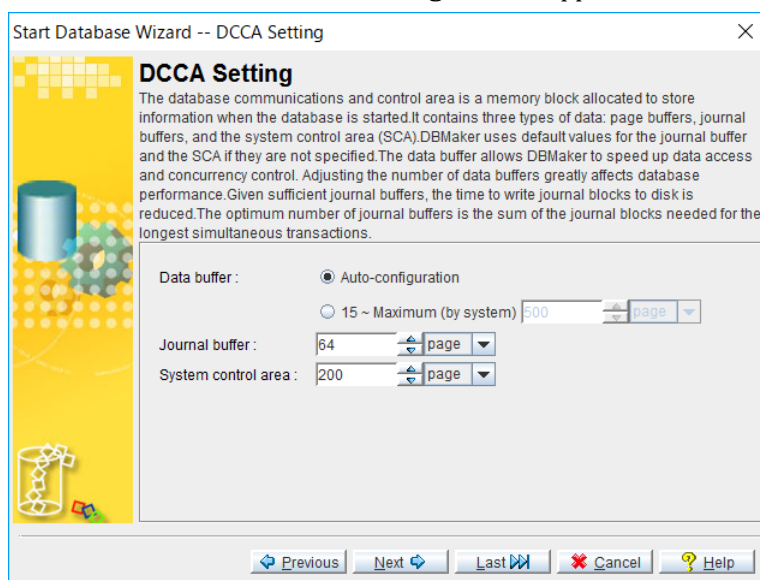 Start Database Wizard -- DCCA Setting
DCCA Setting
The database communications and control area is a memory block allocated to store
information when the database is started.It contains three types of data: page buffers, journal
buffers, and the system control area (SCA).DBMaker uses default values for the journal buffer
and the SCA if they are not specified.The data buffer allows DBMaker to speed up data access
and concurrency control. Adjusting the number of data buffers greatly affects database
performance.Given sufficient journal buffers, the time to write journal blocks to disk is
reduced.The optimum number of journal buffers is the sum of the journal blocks needed for the
longest simultaneous transactions.
Data buffer : Auto-configuration
15 ~ Maximum (by system) 500 page
Journal buffer : 64 page
System control area : 200 page
Previous Next Last Cancel Help